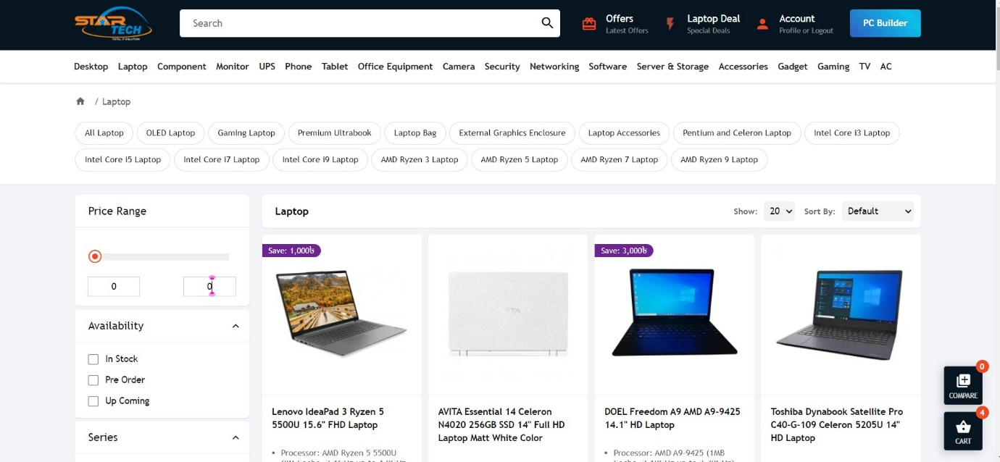 STAR
TECH
TOTAL IT SOLUTION
Search
Offers
Latest Offers
Laptop Deal
Special Deals
Account
Profile or Logout
PC Builder
Desktop Laptop Component Monitor UPS Phone Tablet Office Equipment Camera Security Networking Software Server & Storage Accessories Gadget Gaming TV AC
/ Laptop
All Laptop OLED Laptop Gaming Laptop Premium Ultrabook Laptop Bag External Graphics Enclosure Laptop Accessories Pentium and Celeron Laptop Intel Core i3 Laptop
Intel Core i5 Laptop Intel Core i7 Laptop Intel Core i9 Laptop AMD Ryzen 3 Laptop AMD Ryzen 5 Laptop AMD Ryzen 7 Laptop AMD Ryzen 9 Laptop
Price Range
0 0
Availability
In Stock
Pre Order
Up Coming
Series
Laptop
Show: 20 Sort By: Default
Save: 1,000৳
Lenovo IdeaPad 3 Ryzen 5
5500U 15.6" FHD Laptop
• Processor: AMD Ryzen 5 5500U
AVITA Essential 14 Celeron
N4020 256GB SSD 14" Full HD
Laptop Matt White Color
Save: 3,000৳
DOEL Freedom A9 AMD A9-9425
14.1" HD Laptop
• Processor: AMD A9-9425 (1MB
Toshiba Dynabook Satellite Pro
C40-G-109 Celeron 5205U 14"
HD Laptop
0
COMPARE
4
CART